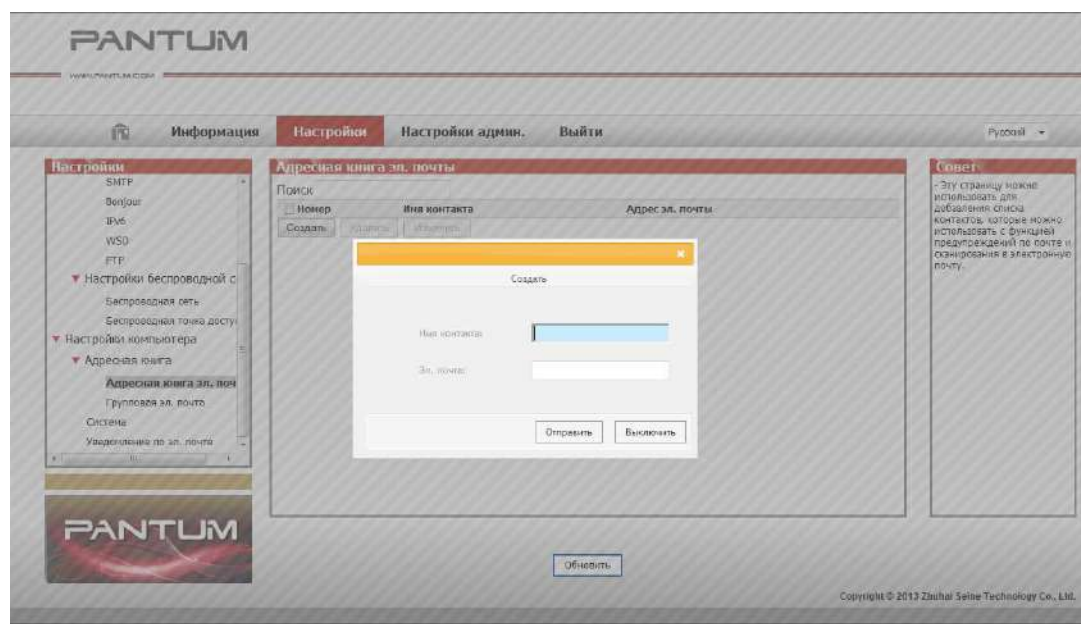 PANTUM
WWW.PANTUM.COM
Информация Настройки Настройки админ. Выйти Русский
Настройки
SMTP
Bonjour
IPv6
WSD
FTP
Настройки беспроводной с
Беспроводная сеть
Беспроводная точка досту
Настройки компьютера
Адресная книга
Адресная книга эл. поч
Групповая эл. почта
Система
Уведомление по эл. почте
PANTUM
Адресная книга эл. почты
Поиск
Номер Имя контакта Адрес эл. почты
Создать Удалить Изменить
Создать
Имя контакта:
Эл. почта:
Отправить Выключить
Обновить
Совет
- Эту страницу можно
использовать для
добавления списка
контактов, которые можно
использовать с функцией
предупреждений по почте и
сканирования в электронную
почту.
Copyright © 2013 Zhuhai Seine Technology Co., Ltd.